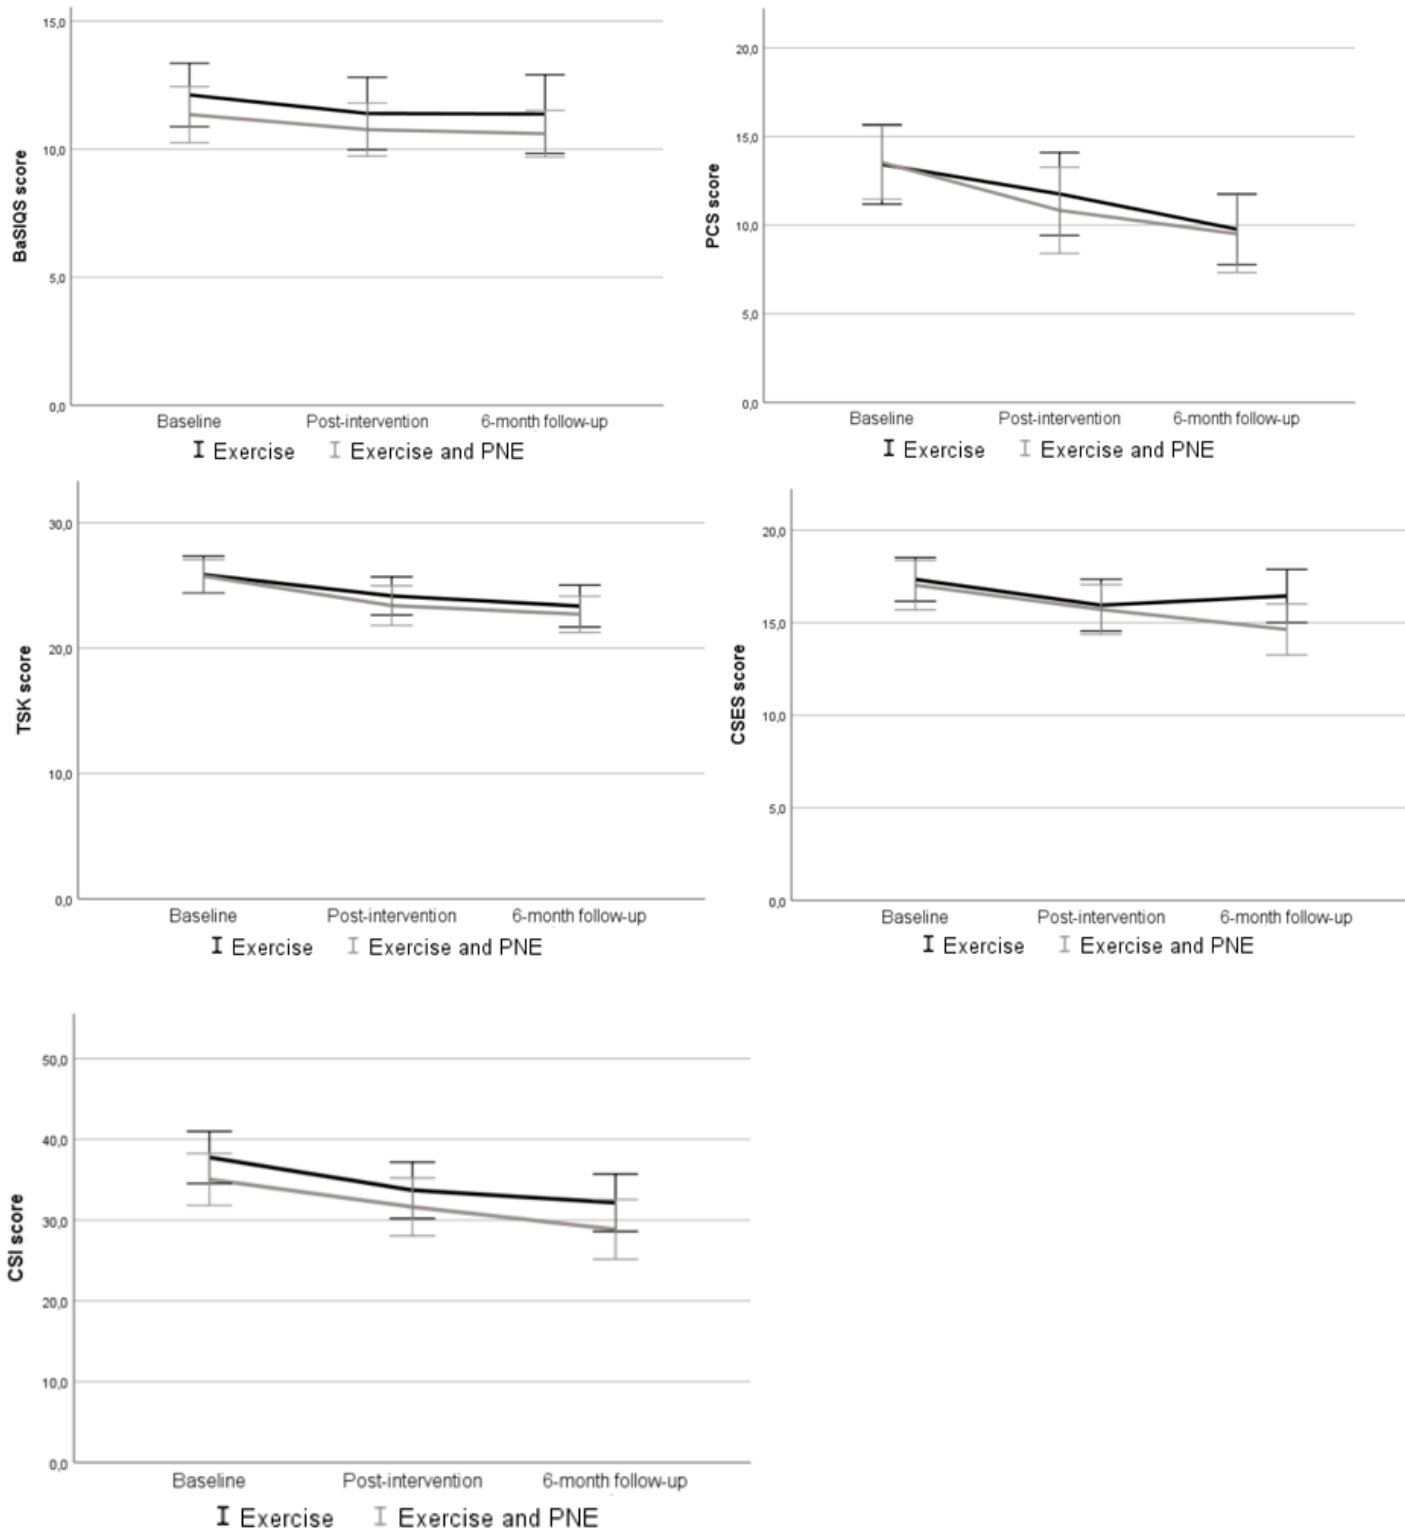 15,0
10,0
5,0
0,0
BaSIQS score
Baseline Post-intervention 6-month follow-up
Exercise Exercise and PNE
20,0
15,0
10,0
5,0
0,0
PCS score
Baseline Post-intervention 6-month follow-up
Exercise Exercise and PNE
30,0
20,0
10,0
0,0
TSK score
Baseline Post-intervention 6-month follow-up
Exercise Exercise and PNE
20,0
15,0
10,0
5,0
0,0
CSES score
Baseline Post-intervention 6-month follow-up
Exercise Exercise and PNE
50,0
40,0
30,0
20,0
10,0
0,0
CSI score
Baseline Post-intervention 6-month follow-up
Exercise Exercise and PNE